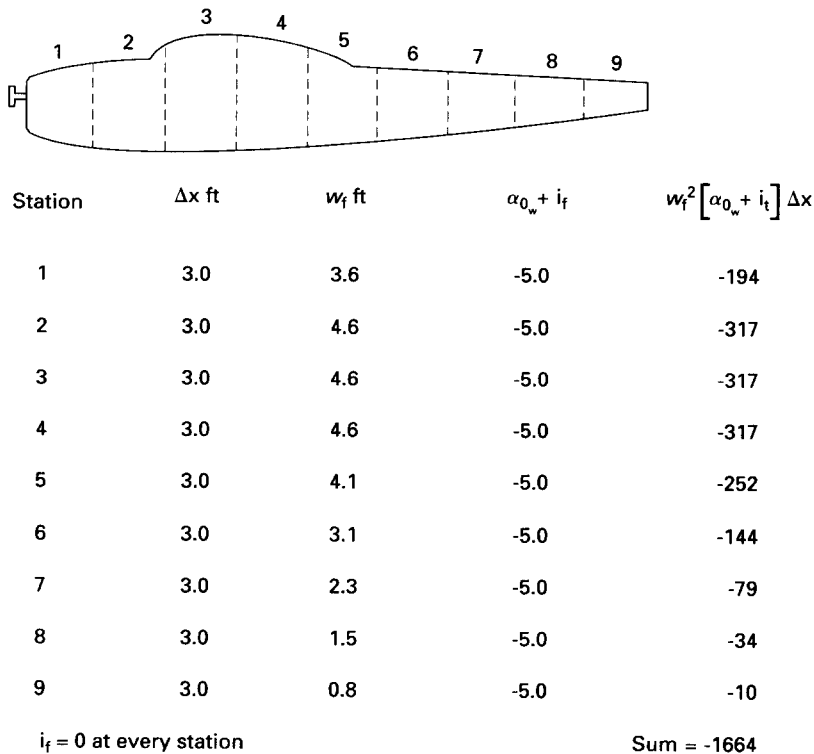 3
1 2 4 5 6 7 8 9
Station Δx ft w_f ft α_{0_w} + i_f w_f² [α_{0_w} + i_t] Δx
1 3.0 3.6 -5.0 -194
2 3.0 4.6 -5.0 -317
3 3.0 4.6 -5.0 -317
4 3.0 4.6 -5.0 -317
5 3.0 4.1 -5.0 -252
6 3.0 3.1 -5.0 -144
7 3.0 2.3 -5.0 -79
8 3.0 1.5 -5.0 -34
9 3.0 0.8 -5.0 -10
i_f = 0 at every station Sum = -1664